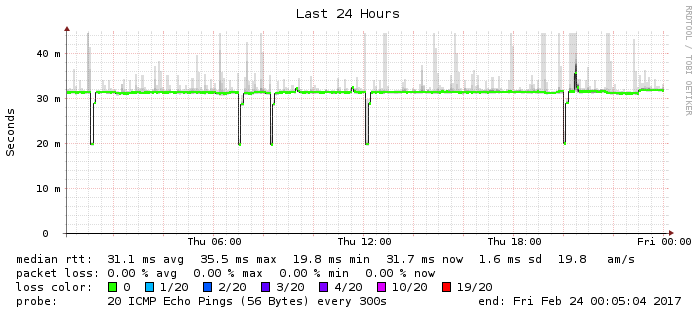 Last 24 Hours
RRDTOOL / TOBI OETIKER
Seconds
40 m
30 m
20 m
10 m
0
Thu 06:00 Thu 12:00 Thu 18:00 Fri 00:00
median rtt: 31.1 ms avg 35.5 ms max 19.8 ms min 31.7 ms now 1.6 ms sd 19.8 am/s
packet loss: 0.00 % avg 0.00 % max 0.00 % min 0.00 % now
loss color: 0 1/20 2/20 3/20 4/20 10/20 19/20
probe: 20 ICMP Echo Pings (56 Bytes) every 300s end: Fri Feb 24 00:05:04 2017